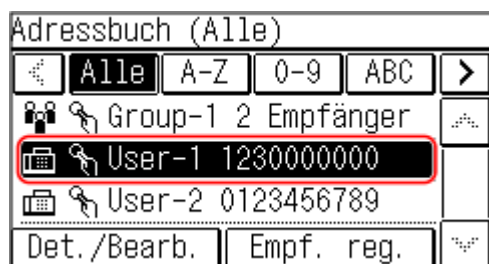 Adressbuch (Alle)
Alle A-Z 0-9 ABC >
Group-1 2 Empfänger
User-1 1230000000
User-2 0123456789
Det./Bearb. Empf. reg.